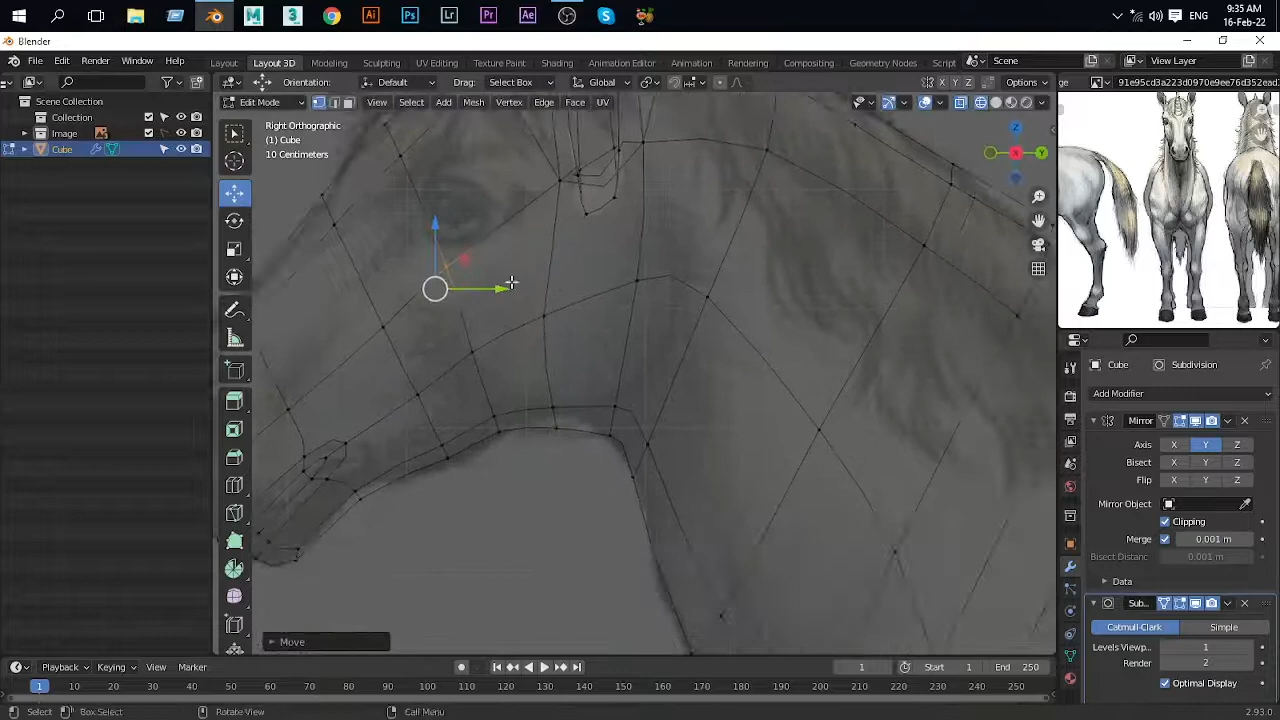 ENG
9:35 AM
16-Feb-22
Blender
File Edit Render Window Help
Layout Layout 3D Modeling Sculpting UV Editing Texture Paint Shading Animation Editing Rendering Compositing Geometry Nodes Script
Scene View Layer
Orientation: Default Drag: Select Box Global X Y Z Options
ge 91e95cd3a223d0970e9ee76d352ead
Edit Mode View Select Add Mesh Vertex Edge Face UV
Scene Collection
Collection
Image
Cube
Right Orthographic
(1) Cube
10 Centimeters
Z
X
Y
Cube Subdivision
Add Modifier
Mirror
Axis X Y Z
Bisect X Y Z
Flip X Y Z
Mirror Object
Clipping
Merge 0.001 m
Bisect Distanc 0.001 m
Data
Sub..
Catmull-Clark Simple
Levels Viewp.. 1
Render 2
Optimal Display
Move
Playback Keying View Marker 1 Start 1 End 250
1 10 20 30 40 50 60 70 80 90 100 110 120 130 140 150 160 170 180 190 200 210 220 230 240 250
Select Box Select Rotate View Call Menu 2.93.0